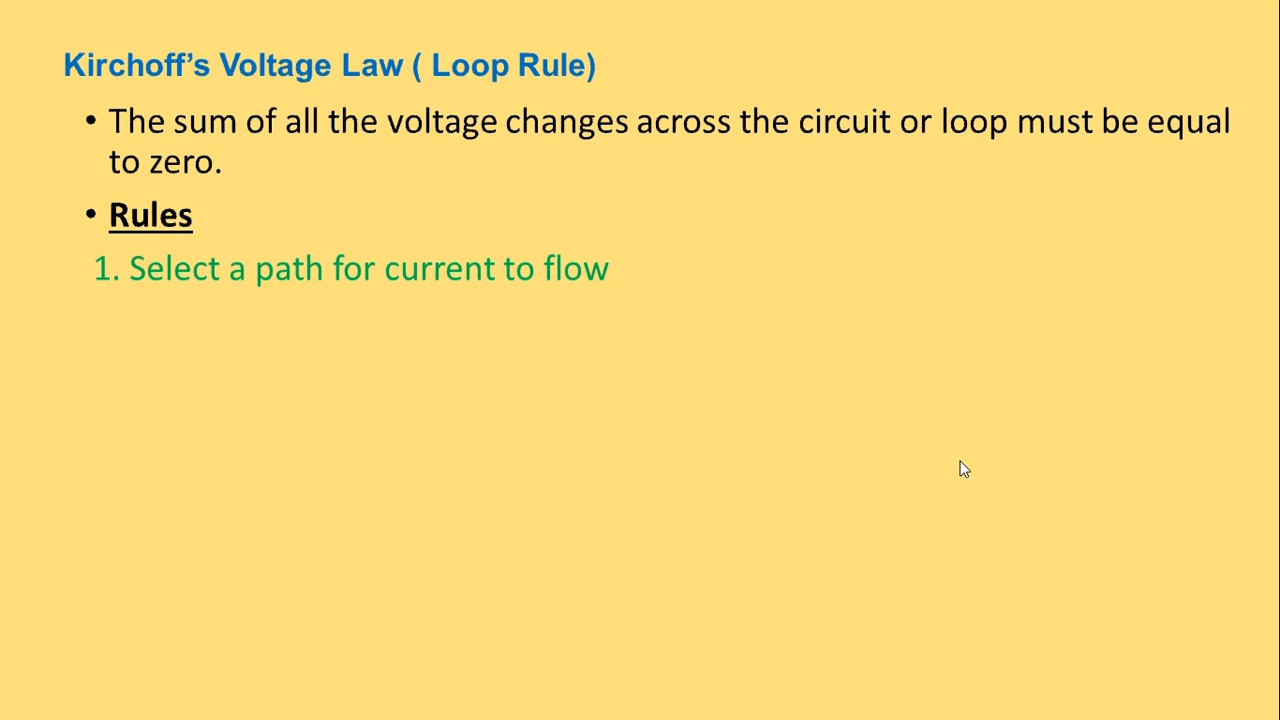 Kirchoff’s Voltage Law ( Loop Rule)
• The sum of all the voltage changes across the circuit or loop must be equal
to zero.
• Rules
1. Select a path for current to flow